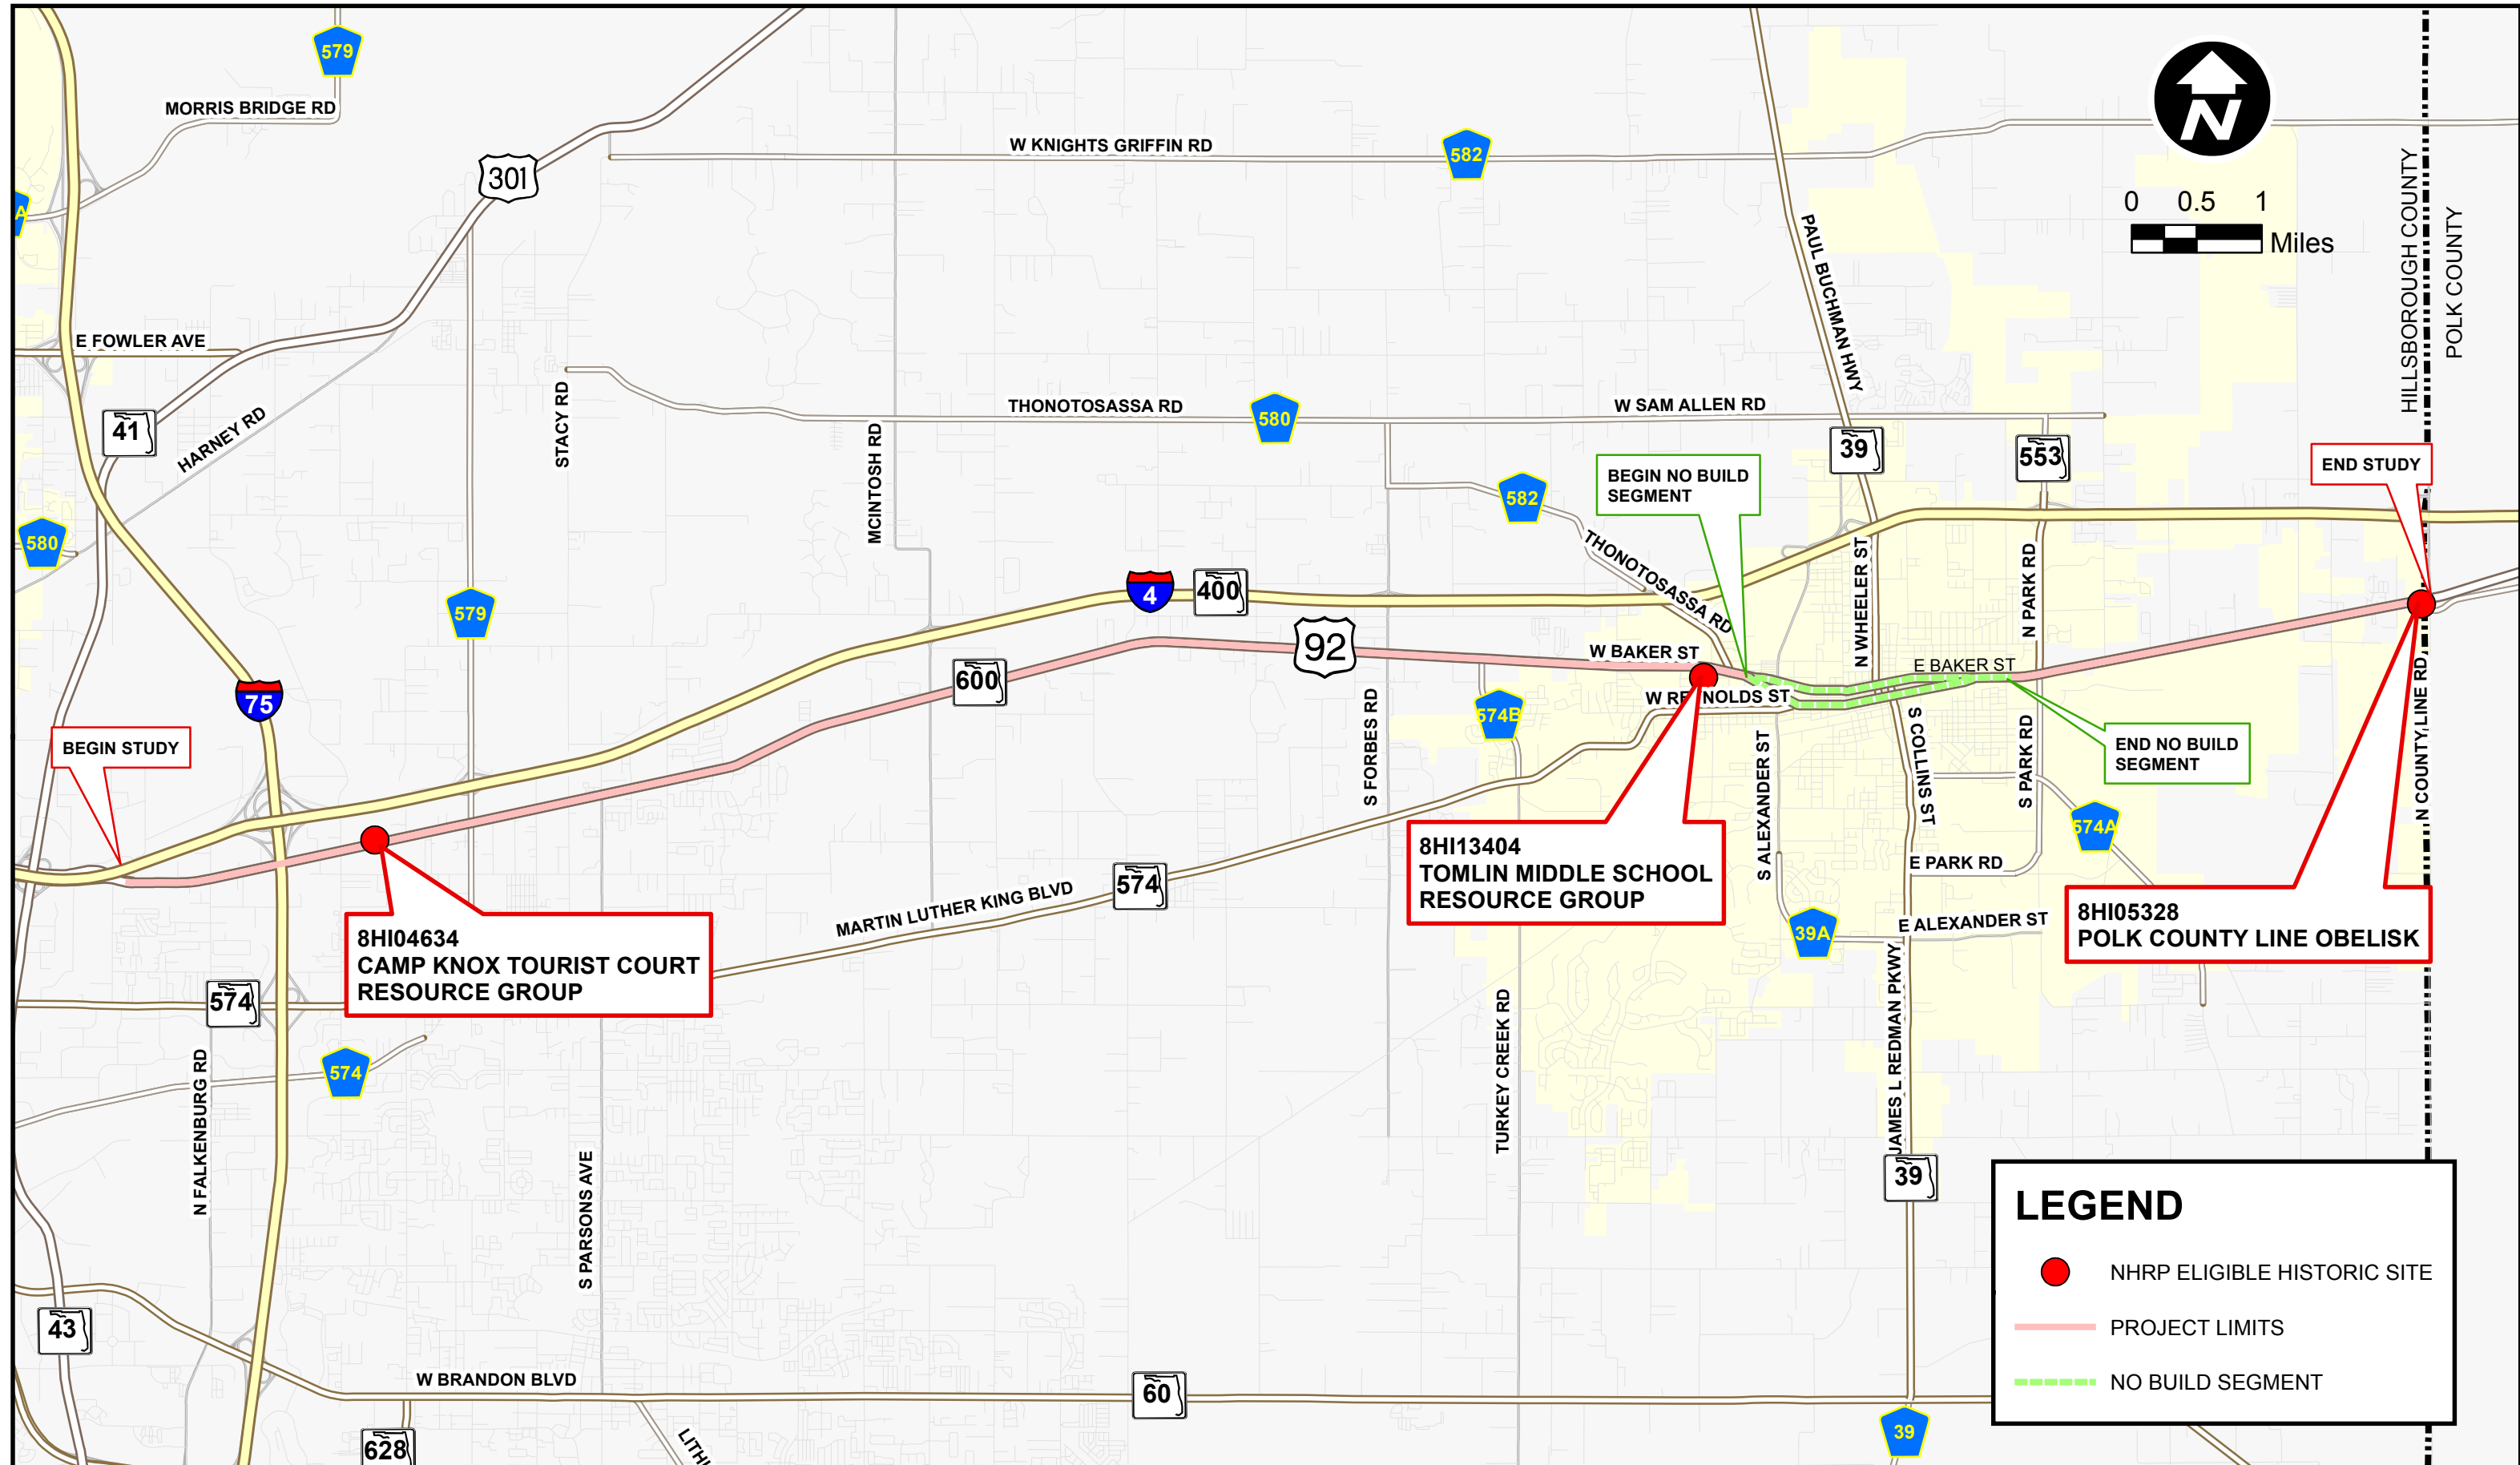 579
MORRIS BRIDGE RD
301
W KNIGHTS GRIFFIN RD
582
N
0 0.5 1
Miles
HILLSBOROUGH COUNTY
POLK COUNTY
A
PAUL BUCHMAN HWY
E FOWLER AVE
41
HARNEY RD
STACY RD
MCINTOSH RD
THONOTOSASSA RD
580
W SAM ALLEN RD
39
553
END STUDY
BEGIN NO BUILD
SEGMENT
582
580
579
4
400
THONOTOSASSA RD
N WHEELER ST
N PARK RD
92
W BAKER ST
E BAKER ST
600
75
W REYNOLDS ST
574B
S FORBES RD
BEGIN STUDY
S ALEXANDER ST
S COLLINS ST
S PARK RD
END NO BUILD
SEGMENT
N COUNTY LINE RD
574A
8HI13404
TOMLIN MIDDLE SCHOOL
RESOURCE GROUP
E PARK RD
574
MARTIN LUTHER KING BLVD
8HI04634
CAMP KNOX TOURIST COURT
RESOURCE GROUP
39A
E ALEXANDER ST
8HI05328
POLK COUNTY LINE OBELISK
574
JAMES L REDMAN PKWY
TURKEY CREEK RD
574
N FALKENBURG RD
S PARSONS AVE
39
LEGEND
NHRP ELIGIBLE HISTORIC SITE
PROJECT LIMITS
NO BUILD SEGMENT
43
W BRANDON BLVD
60
39
628